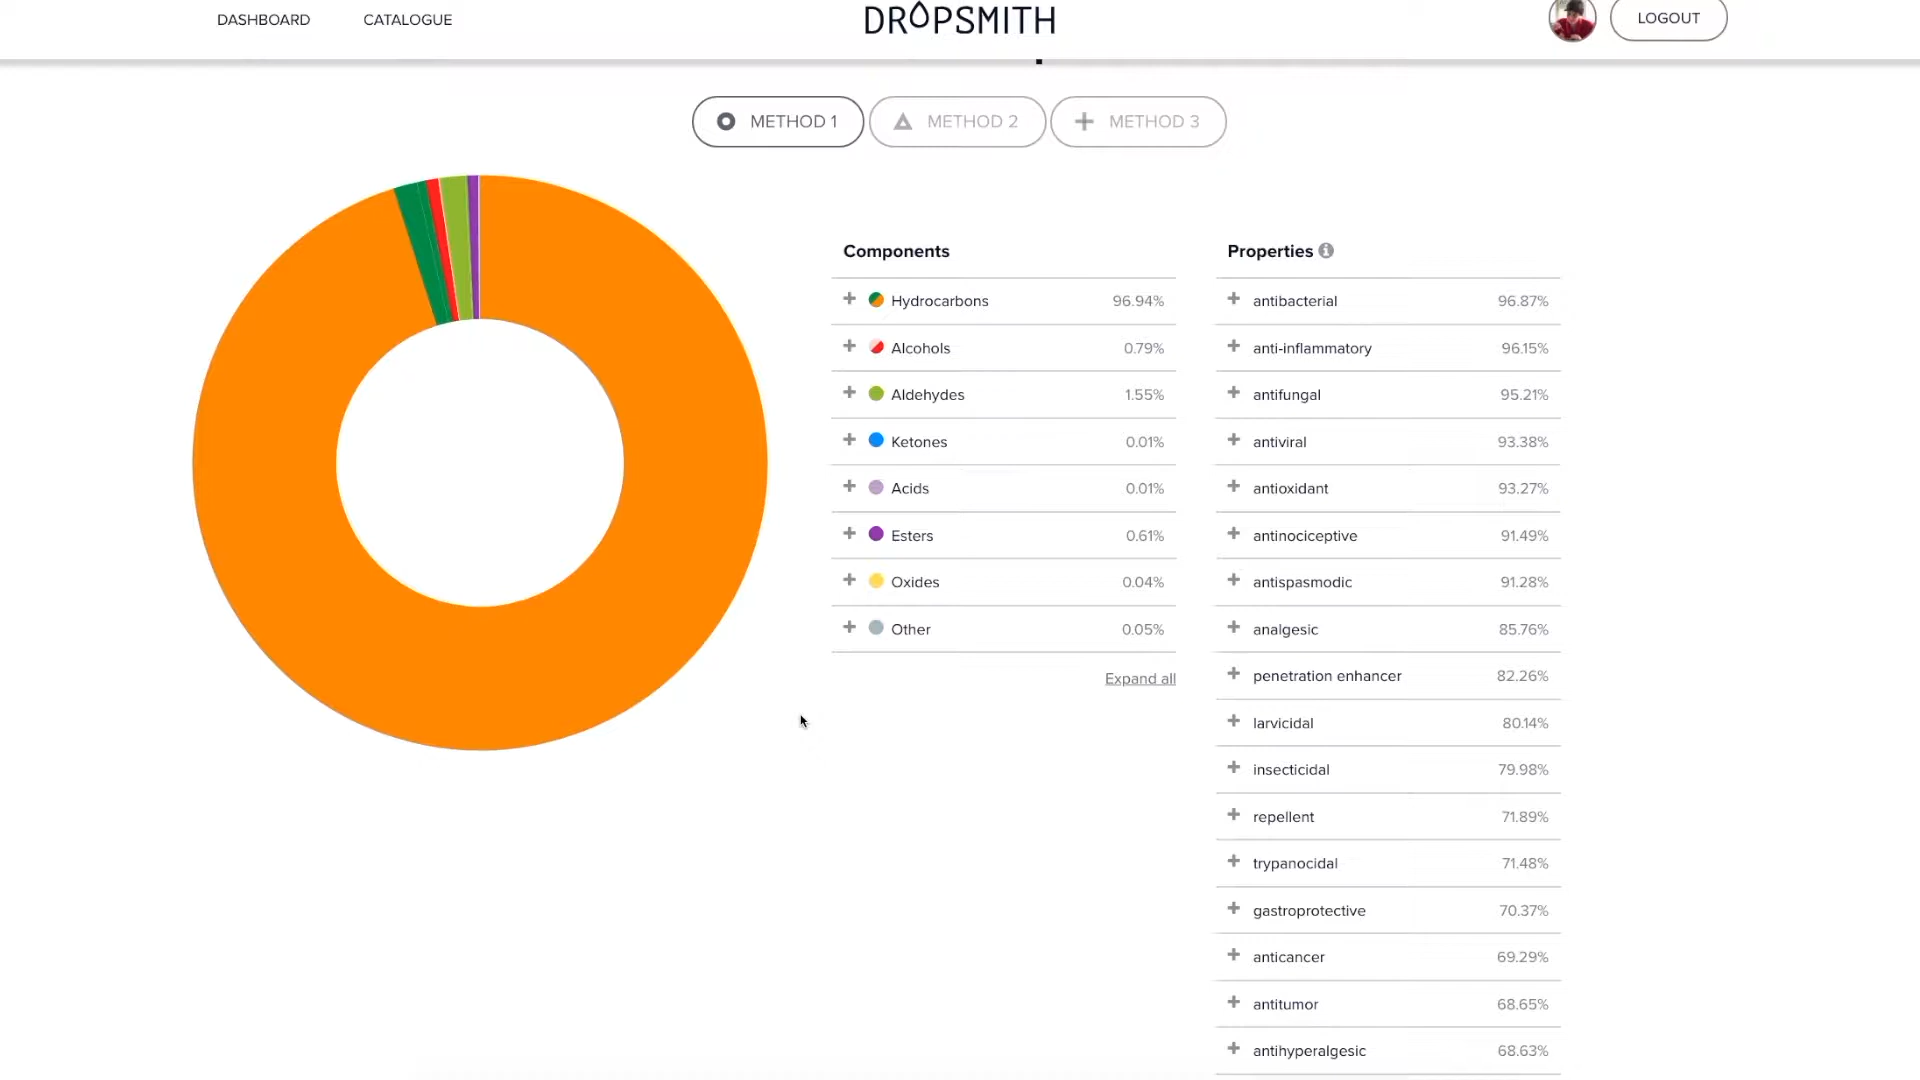 DASHBOARD CATALOGUE DROPSMITH LOGOUT
METHOD 1 METHOD 2 METHOD 3
Components
Hydrocarbons 96.94%
Alcohols 0.79%
Aldehydes 1.55%
Ketones 0.01%
Acids 0.01%
Esters 0.61%
Oxides 0.04%
Other 0.05%
Expand all
Properties
antibacterial 96.87%
anti-inflammatory 96.15%
antifungal 95.21%
antiviral 93.38%
antioxidant 93.27%
antinociceptive 91.49%
antispasmodic 91.28%
analgesic 85.76%
penetration enhancer 82.26%
larvicidal 80.14%
insecticidal 79.98%
repellent 71.89%
trypanocidal 71.48%
gastroprotective 70.37%
anticancer 69.29%
antitumor 68.65%
antihyperalgesic 68.63%